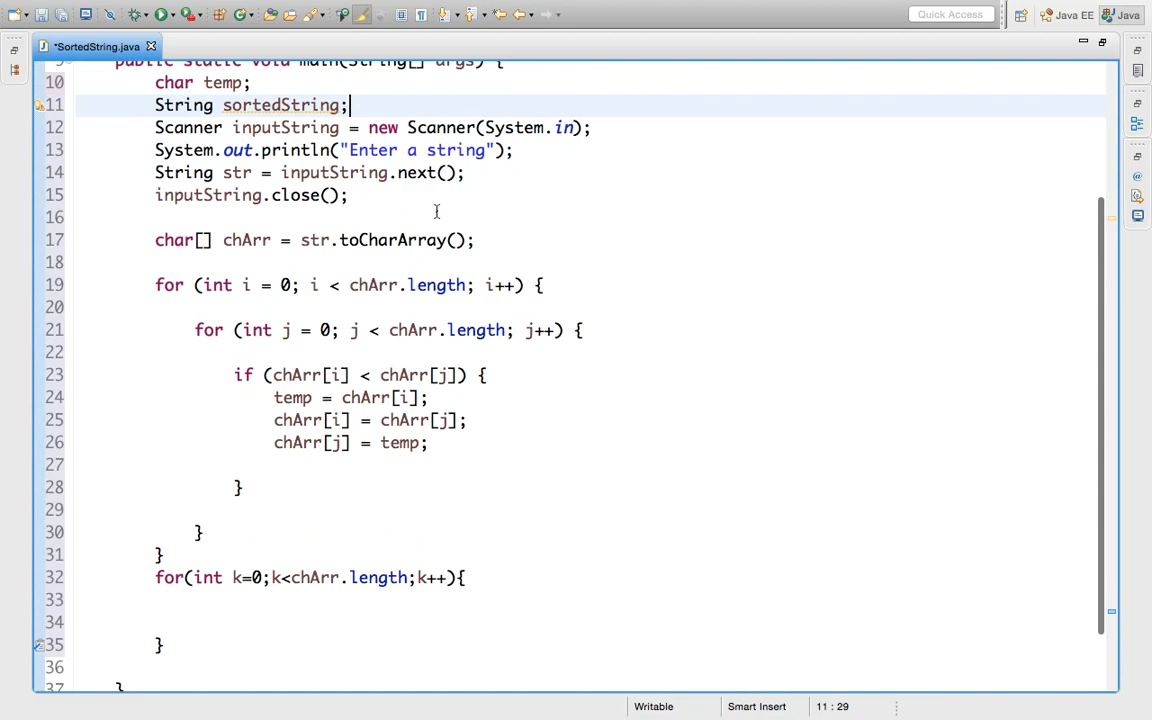 Quick Access
Java EE
Java
*SortedString.java
9 public static void main(String[] args) {
10 char temp;
11 String sortedString;
12 Scanner inputString = new Scanner(System.in);
13 System.out.println("Enter a string");
14 String str = inputString.next();
15 inputString.close();
16
17 char[] chArr = str.toCharArray();
18
19 for (int i = 0; i < chArr.length; i++) {
20
21 for (int j = 0; j < chArr.length; j++) {
22
23 if (chArr[i] < chArr[j]) {
24 temp = chArr[i];
25 chArr[i] = chArr[j];
26 chArr[j] = temp;
27
28 }
29
30 }
31 }
32 for(int k=0;k<chArr.length;k++){
33
34
35 }
36
37 }
Writable
Smart Insert
11 : 29